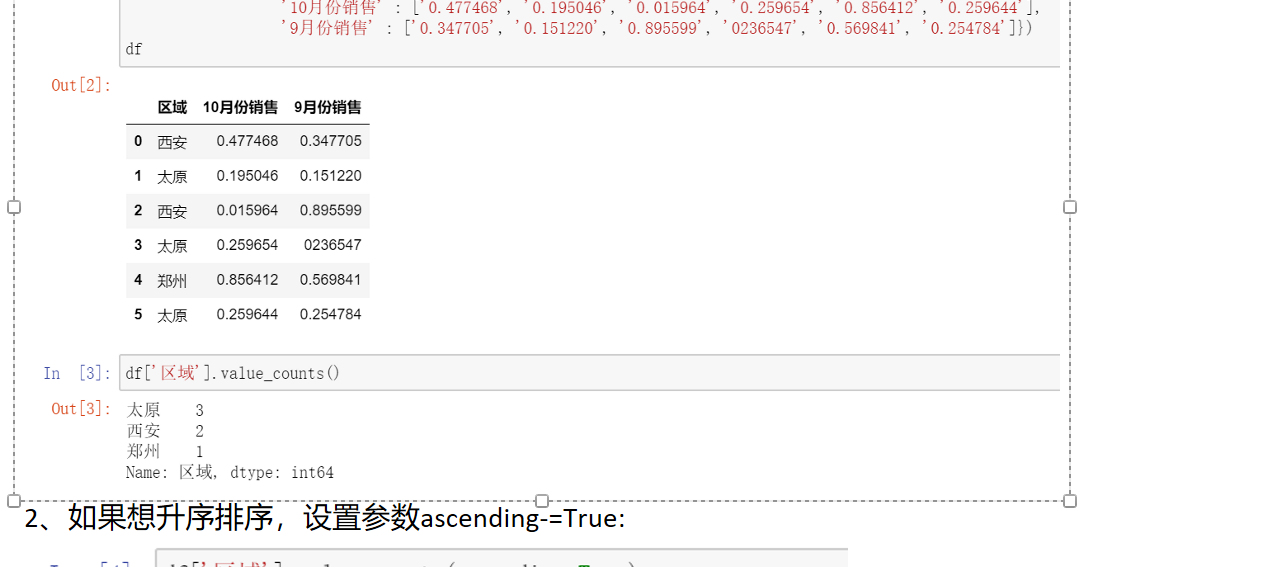 '10月份销售' : ['0.477468', '0.195046', '0.015964', '0.259654', '0.856412', '0.259644'],
'9月份销售' : ['0.347705', '0.151220', '0.895599', '0236547', '0.569841', '0.254784']})
df
Out[2]:
区域 10月份销售 9月份销售
0 西安 0.477468 0.347705
1 太原 0.195046 0.151220
2 西安 0.015964 0.895599
3 太原 0.259654 0236547
4 郑州 0.856412 0.569841
5 太原 0.259644 0.254784
In [3]: df['区域'].value_counts()
Out[3]: 太原 3
西安 2
郑州 1
Name: 区域, dtype: int64
2、如果想升序排序，设置参数ascending-=True: